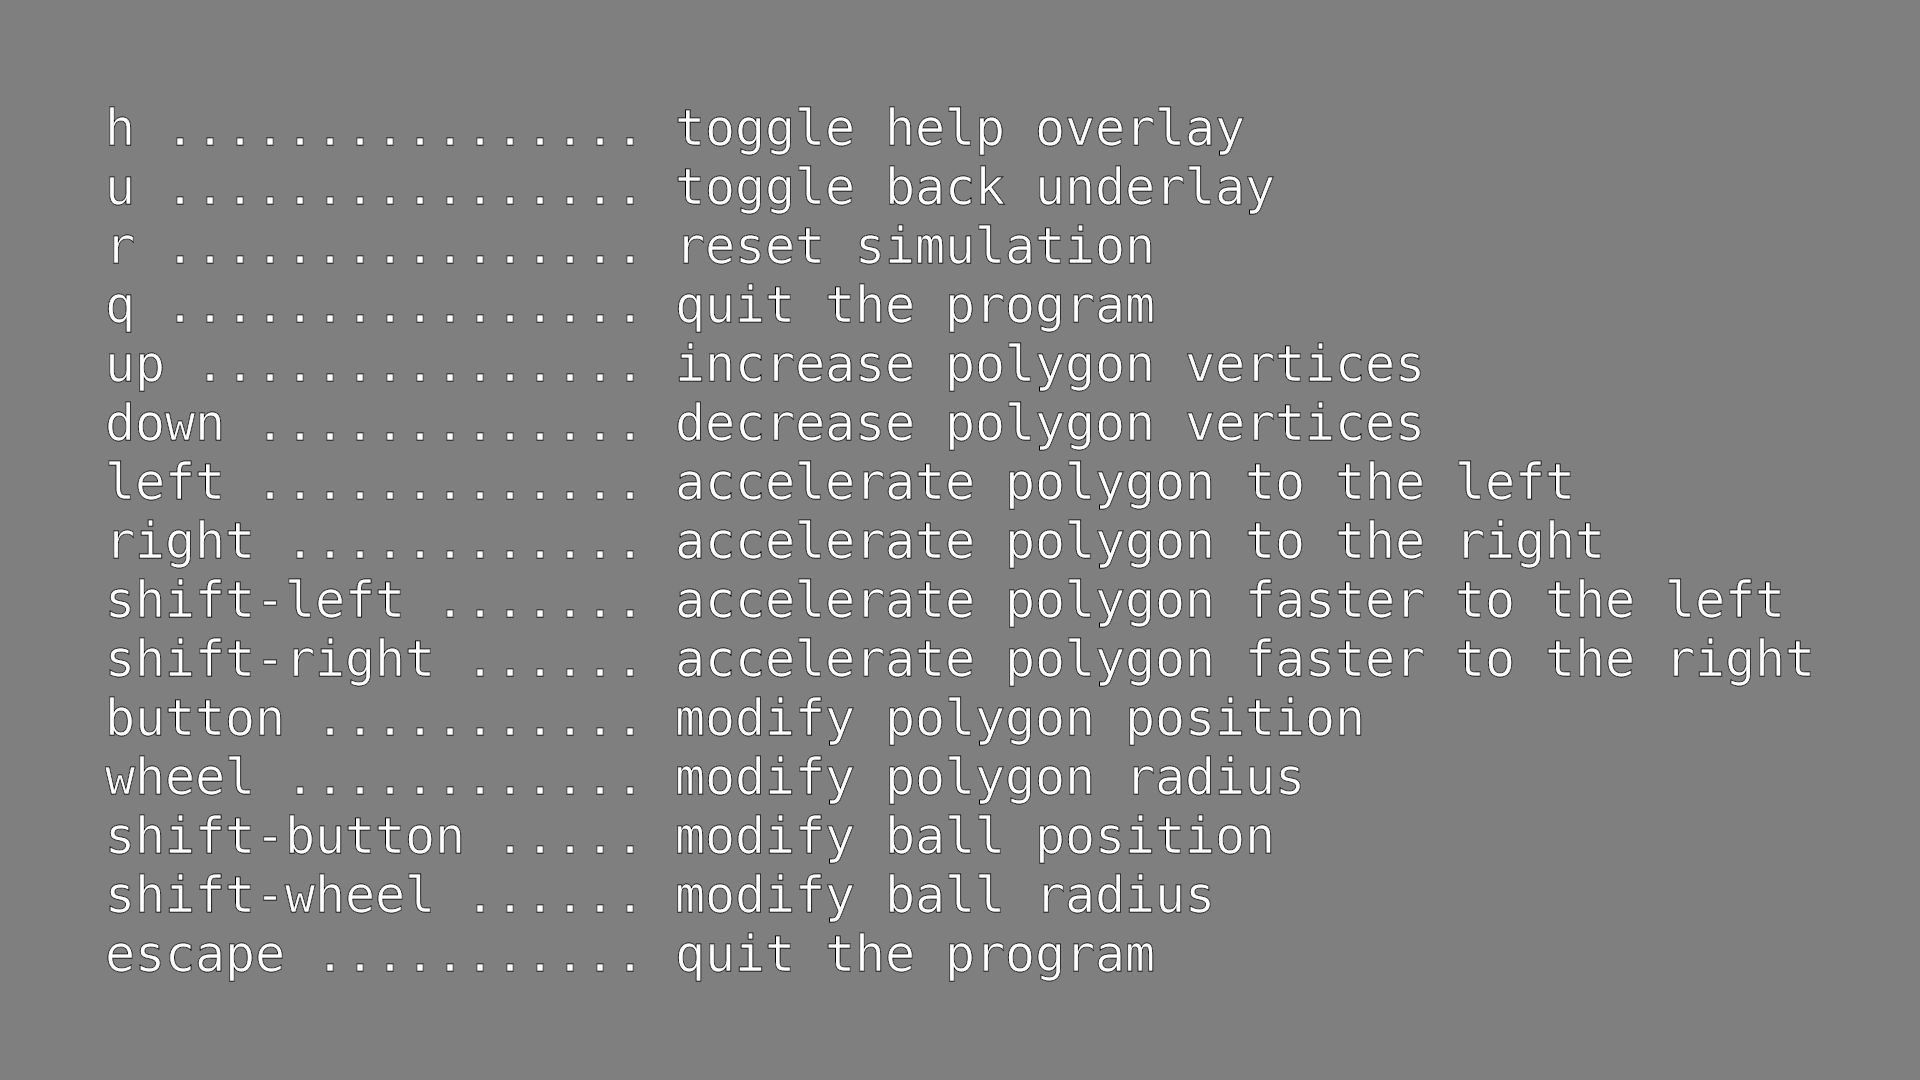 h ................ toggle help overlay
u ................ toggle back underlay
r ................ reset simulation
q ................ quit the program
up ............... increase polygon vertices
down ............. decrease polygon vertices
left ............. accelerate polygon to the left
right ............ accelerate polygon to the right
shift-left ....... accelerate polygon faster to the left
shift-right ...... accelerate polygon faster to the right
button ........... modify polygon position
wheel ............ modify polygon radius
shift-button ..... modify ball position
shift-wheel ...... modify ball radius
escape ........... quit the program